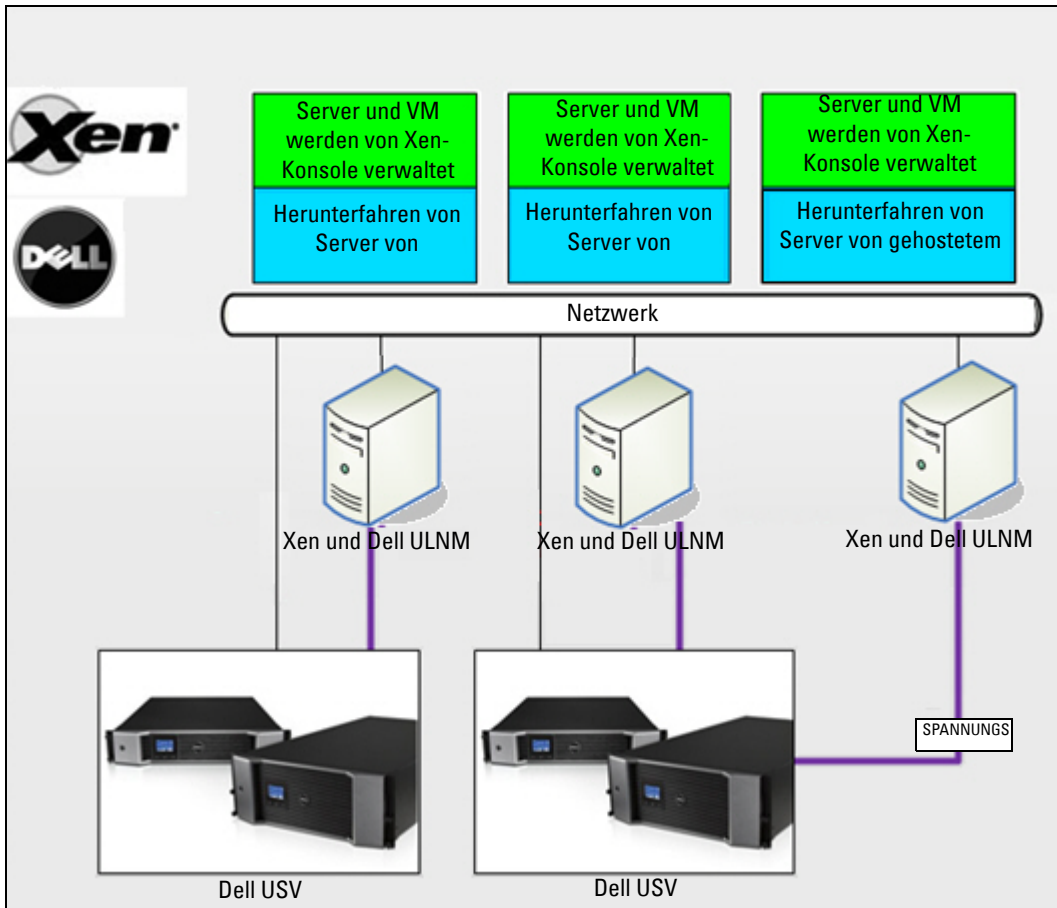 Xen
DELL
Server und VM
werden von Xen-
Konsole verwaltet
Server und VM
werden von Xen-
Konsole verwaltet
Server und VM
werden von Xen-
Konsole verwaltet
Herunterfahren von
Server von
Herunterfahren von
Server von
Herunterfahren von
Server von gehostetem
Netzwerk
Xen und Dell ULNM
Xen und Dell ULNM
Xen und Dell ULNM
SPANNUNGS
Dell USV
Dell USV